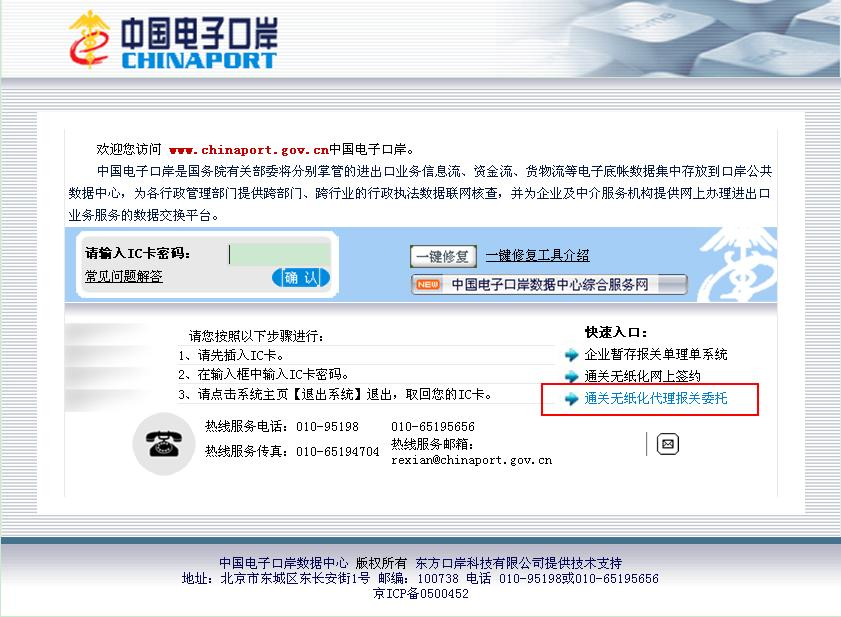 中国电子口岸
CHINAPORT
Home
欢迎您访问 www.chinaport.gov.cn中国电子口岸。
中国电子口岸是国务院有关部委将分别掌管的进出口业务信息流、资金流、货物流等电子底帐数据集中存放到口岸公共
数据中心，为各行政管理部门提供跨部门、跨行业的行政执法数据联网核查，并为企业及中介服务机构提供网上办理进出口
业务服务的数据交换平台。
请输入IC卡密码：
常见问题解答
确 认
一键修复 一键修复工具介绍
NEW 中国电子口岸数据中心综合服务网
请您按照以下步骤进行：
1、请先插入IC卡。
2、在输入框中输入IC卡密码。
3、请点击系统主页【退出系统】退出，取回您的IC卡。
快速入口：
企业暂存报关单理单系统
通关无纸化网上签约
通关无纸化代理报关委托
热线服务电话：010-95198 010-65195656
热线服务传真：010-65194704
热线服务邮箱：
rexian@chinaport.gov.cn
中国电子口岸数据中心 版权所有 东方口岸科技有限公司提供技术支持
地址：北京市东城区东长安街1号 邮编：100738 电话 010-95198或010-65195656
京ICP备0500452